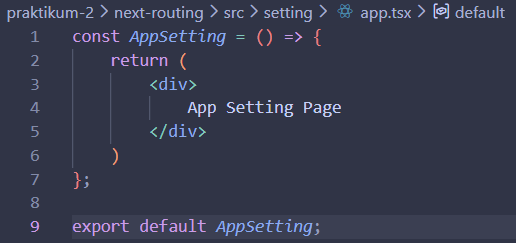 praktikum-2 > next-routing > src > setting > app.tsx > default
1 const AppSetting = () => {
2     return (
3         <div>
4             App Setting Page
5         </div>
6     )
7 };
8
9 export default AppSetting;